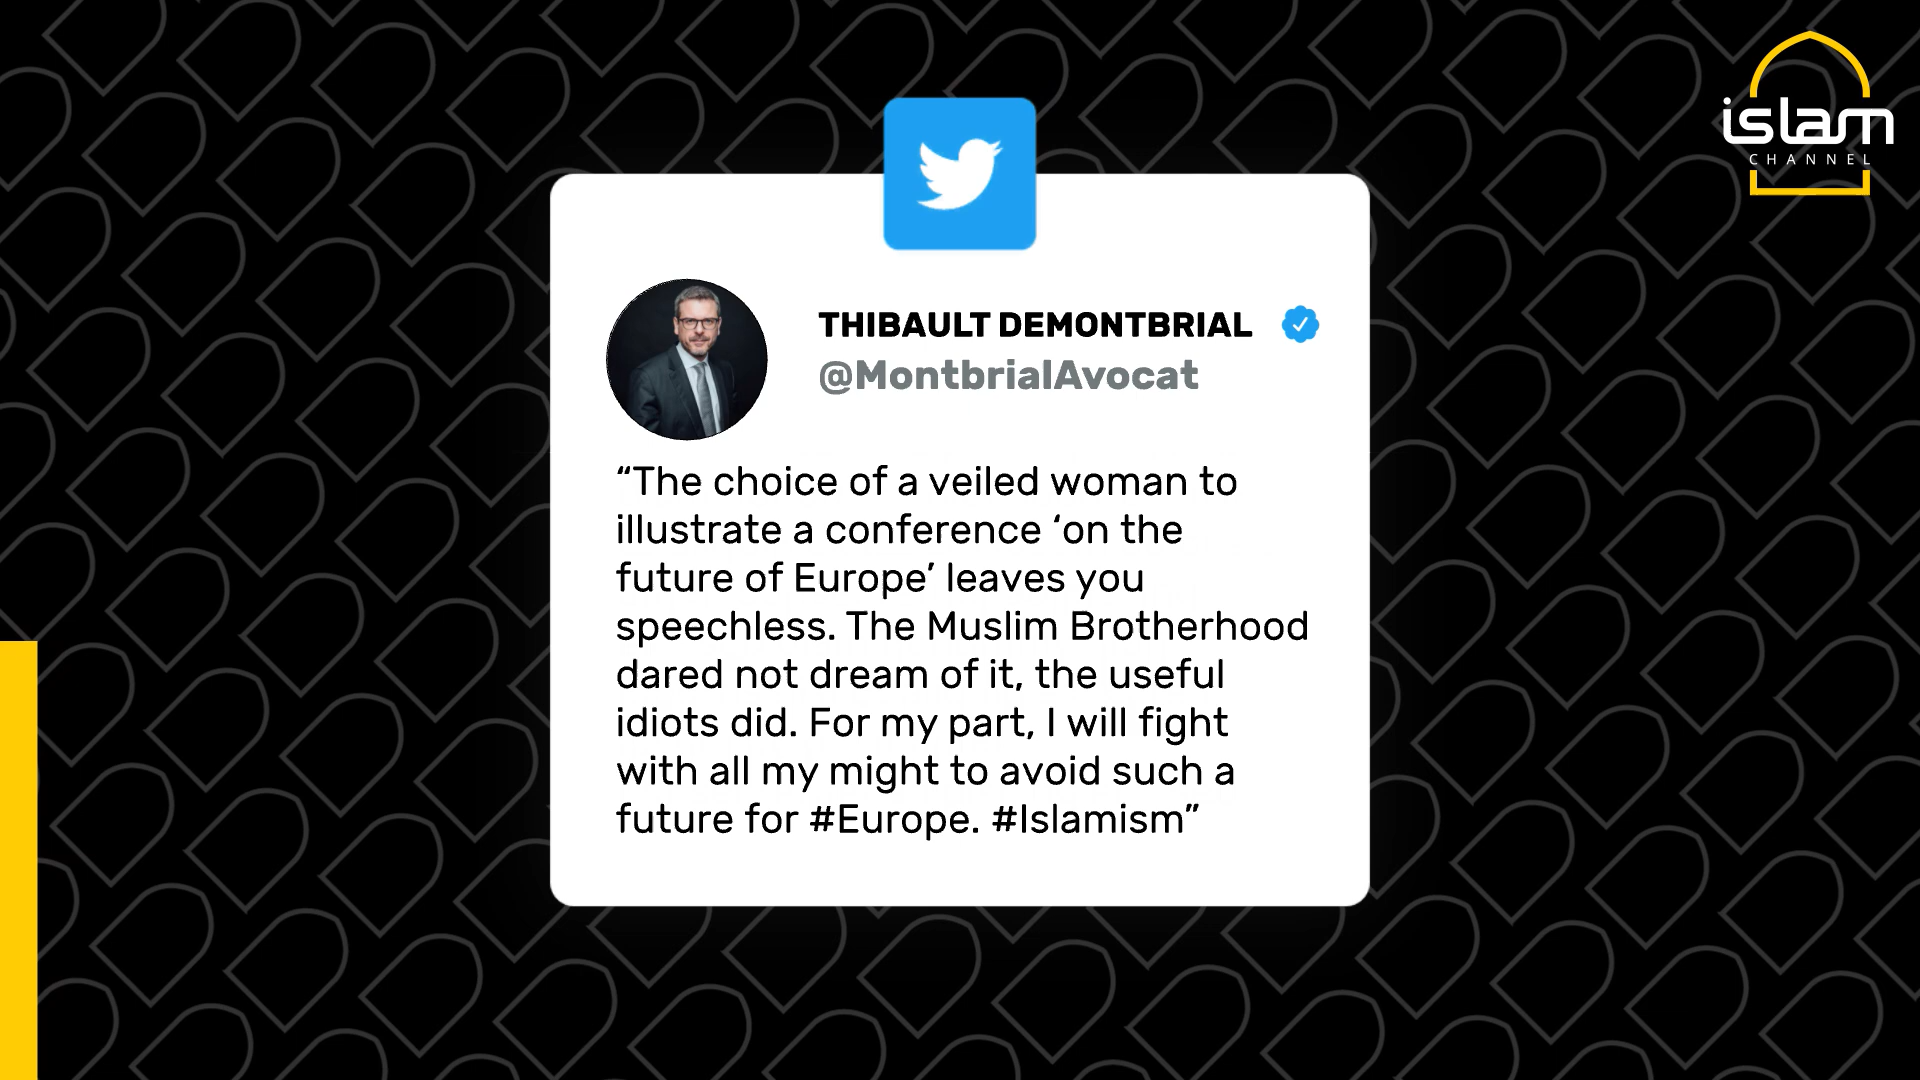 islam
CHANNEL
THIBAULT DEMONTBRIAL
@MontbrialAvocat
“The choice of a veiled woman to
illustrate a conference ‘on the
future of Europe’ leaves you
speechless. The Muslim Brotherhood
dared not dream of it, the useful
idiots did. For my part, I will fight
with all my might to avoid such a
future for #Europe. #Islamism”